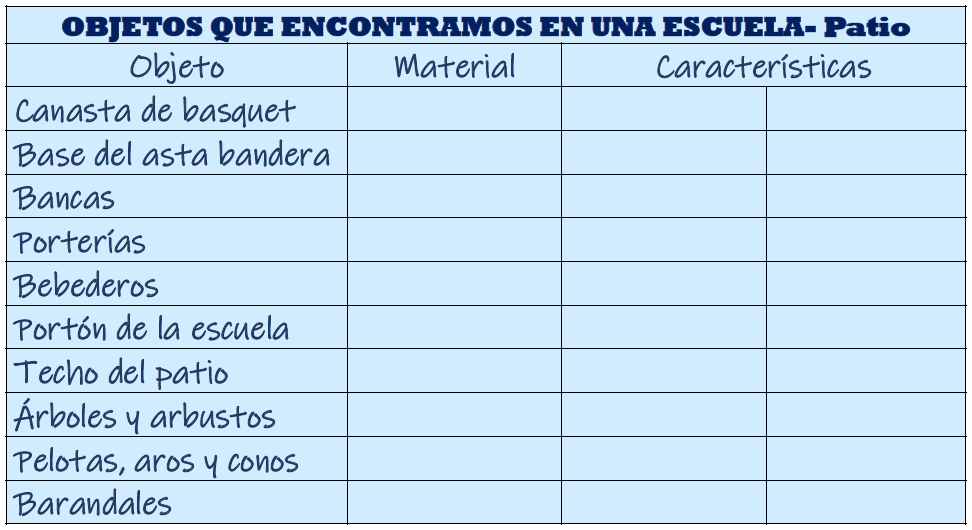 OBJETOS QUE ENCONTRAMOS EN UNA ESCUELA- Patio
Objeto Material Características
Canasta de basquet
Base del asta bandera
Bancas
Porterías
Bebederos
Portón de la escuela
Techo del patio
Árboles y arbustos
Pelotas, aros y conos
Barandales